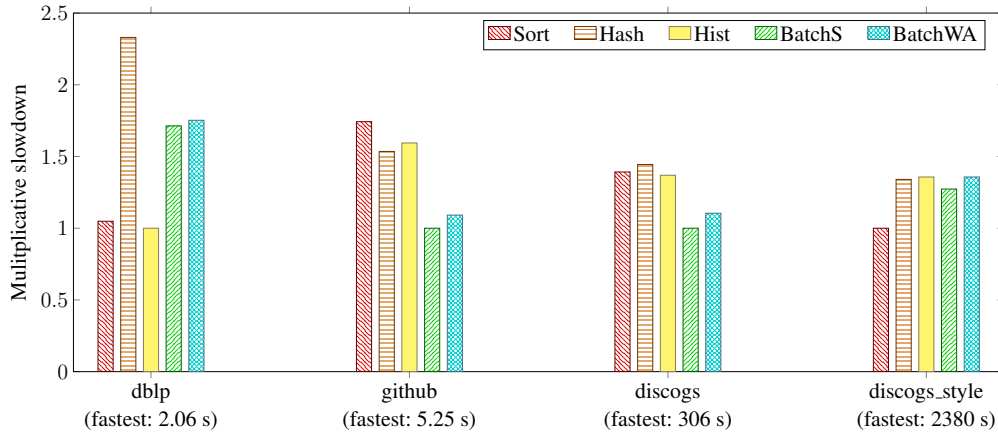 2.5
Sort Hash Hist BatchS BatchWA
2
1.5
1
0.5
0
Mulitplicative slowdown
dblp github discogs discogs_style
(fastest: 2.06 s) (fastest: 5.25 s) (fastest: 306 s) (fastest: 2380 s)